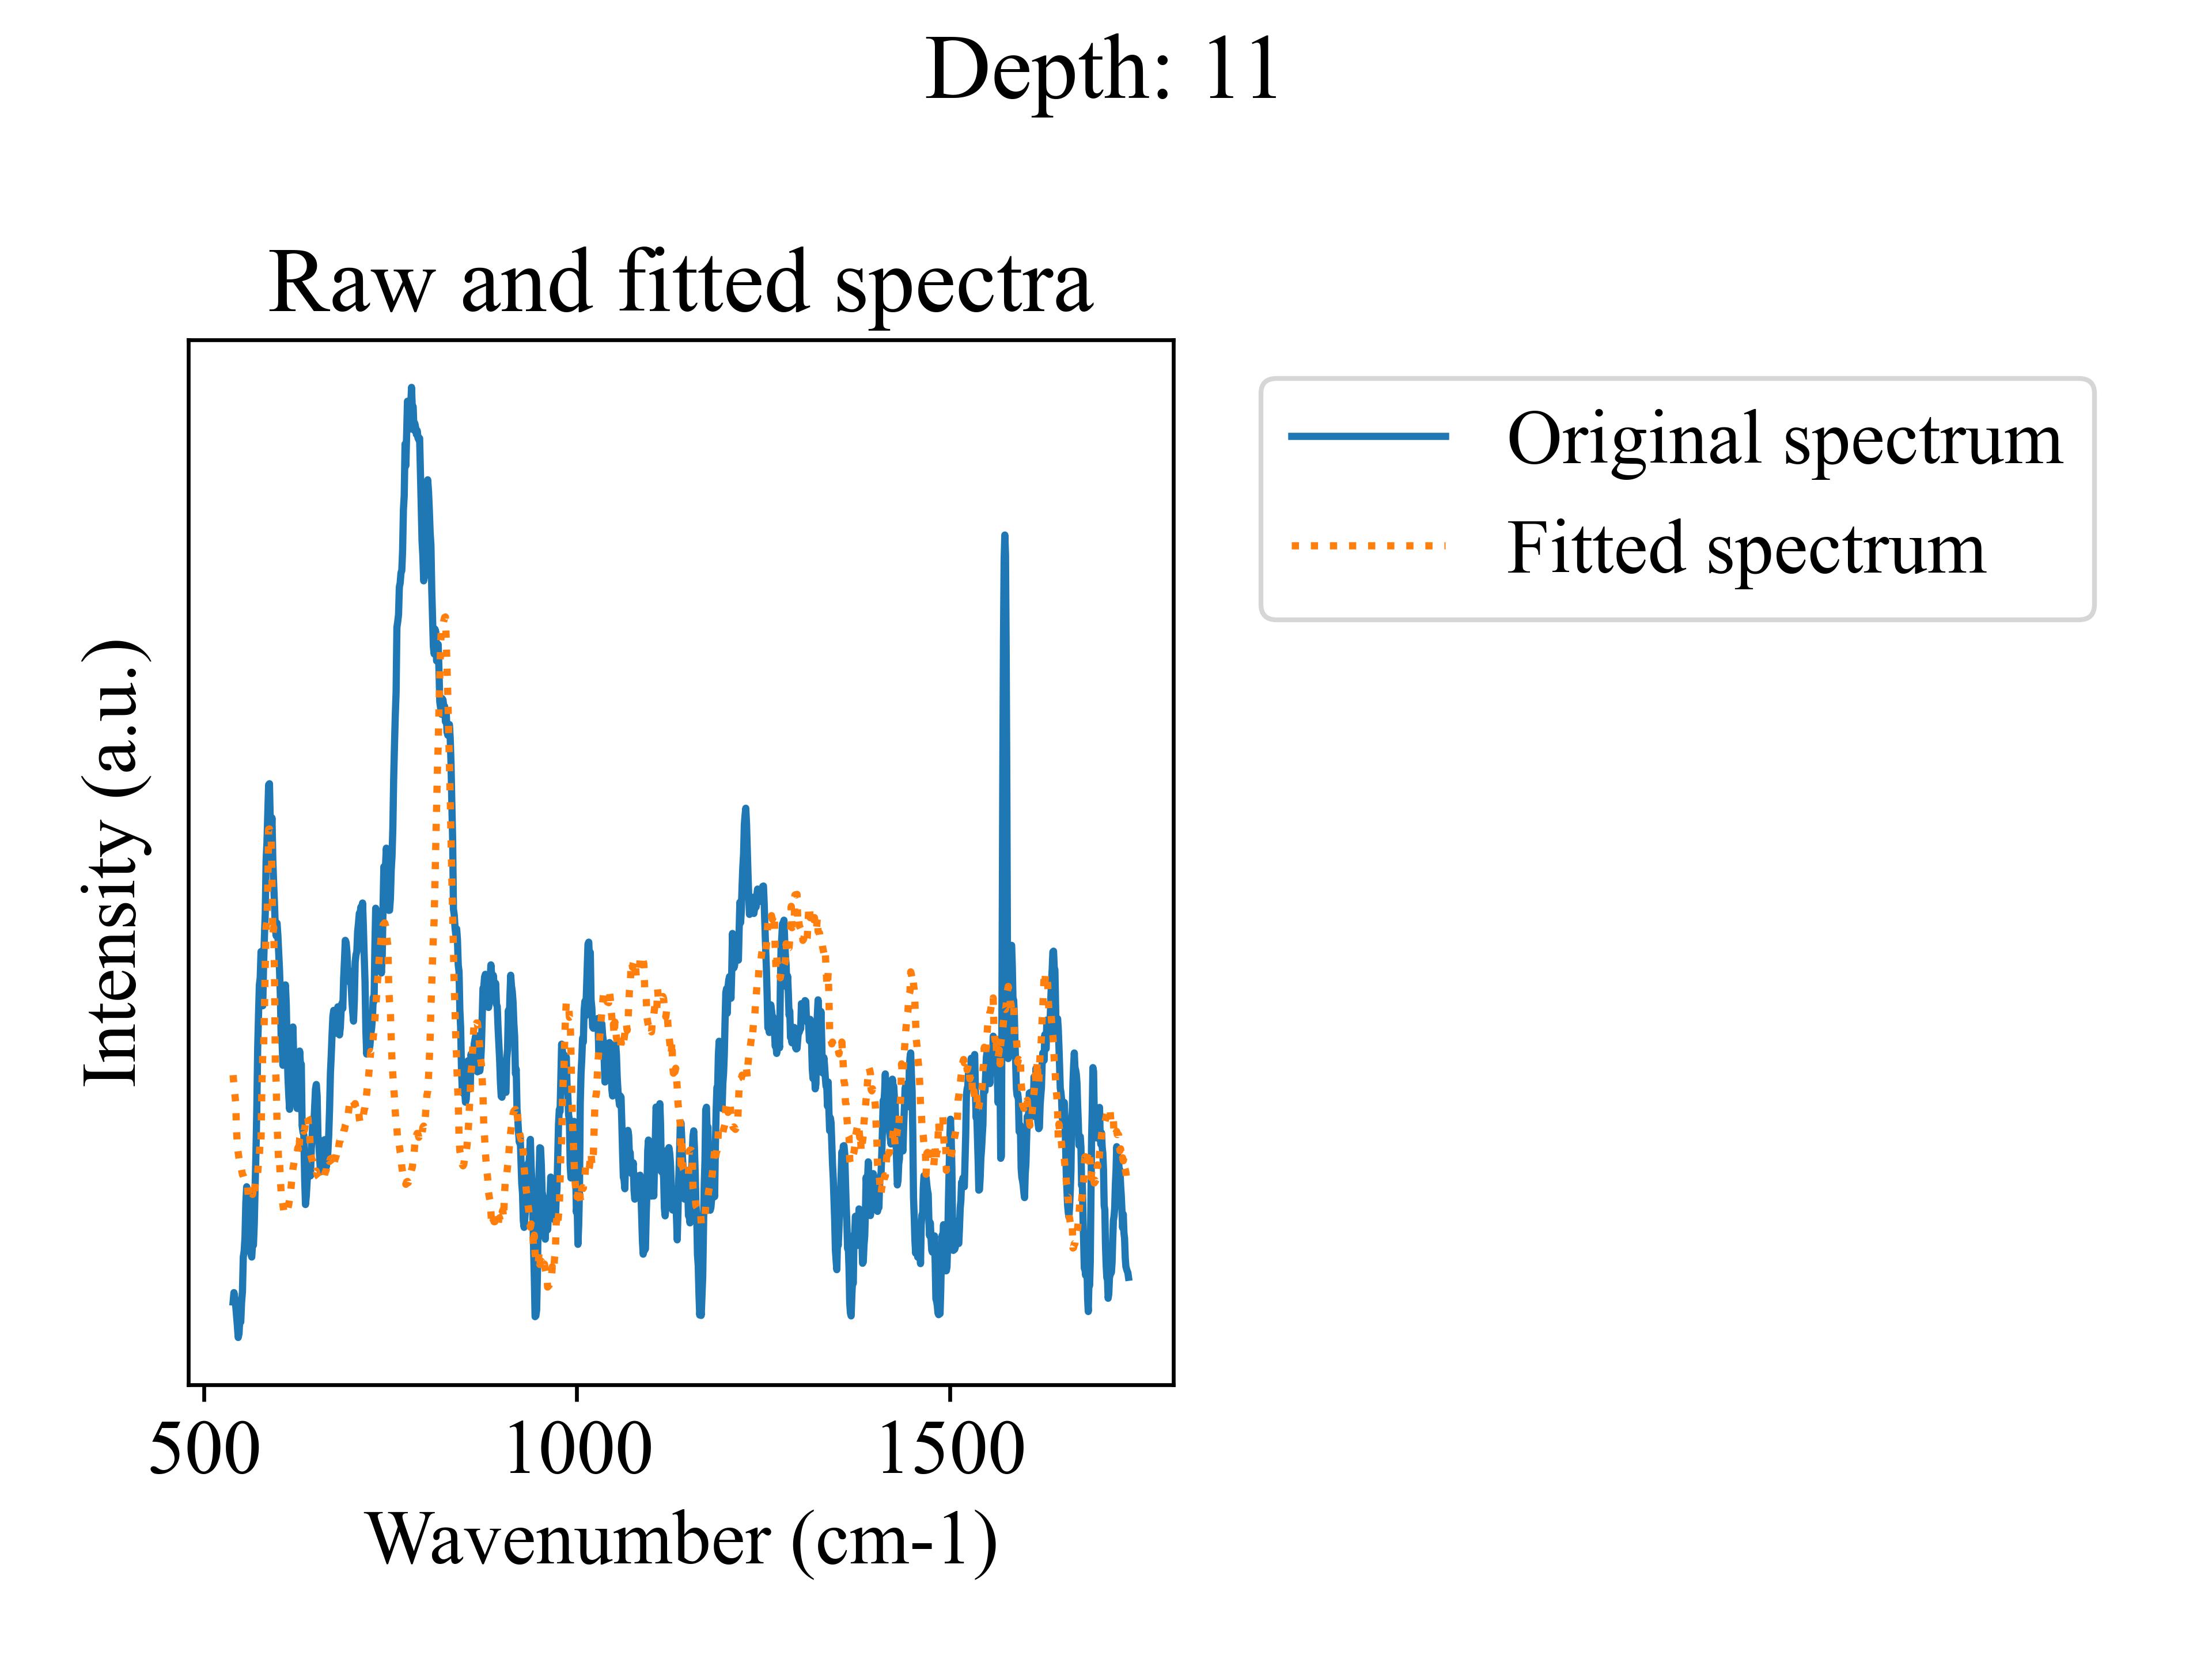 Depth: 11
Raw and fitted spectra
Original spectrum
Fitted spectrum
Intensity (a.u.)
500 1000 1500
Wavenumber (cm-1)